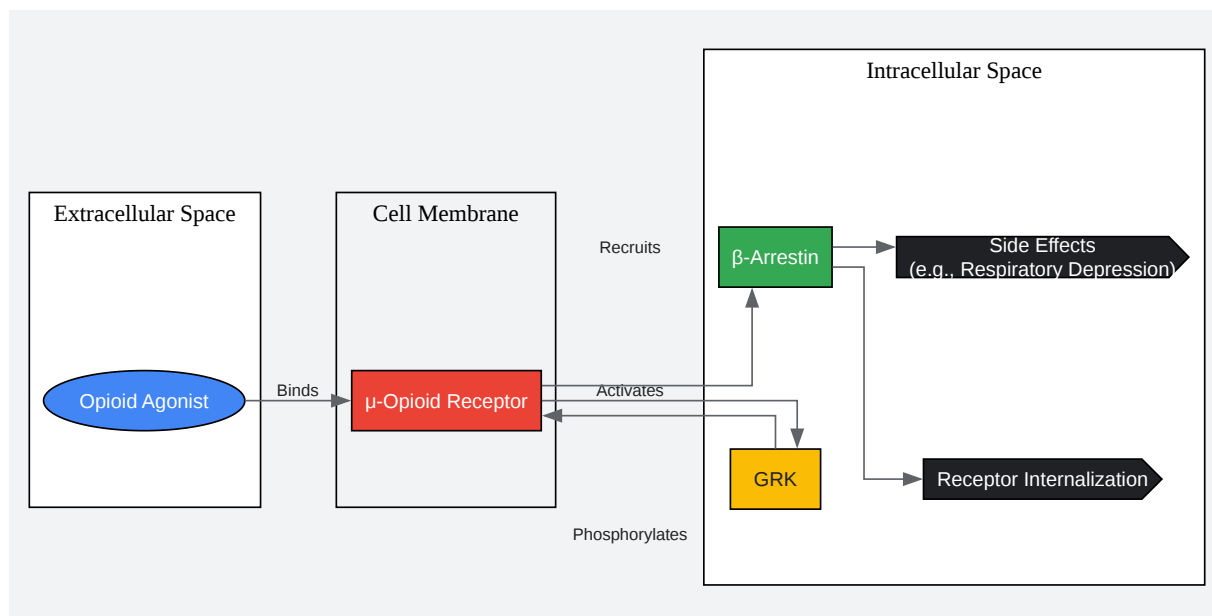 Intracellular Space
Extracellular Space
Cell Membrane
Recruits
β-Arrestin
Side Effects
(e.g., Respiratory Depression)
Opioid Agonist
Binds
μ-Opioid Receptor
Activates
GRK
Receptor Internalization
Phosphorylates